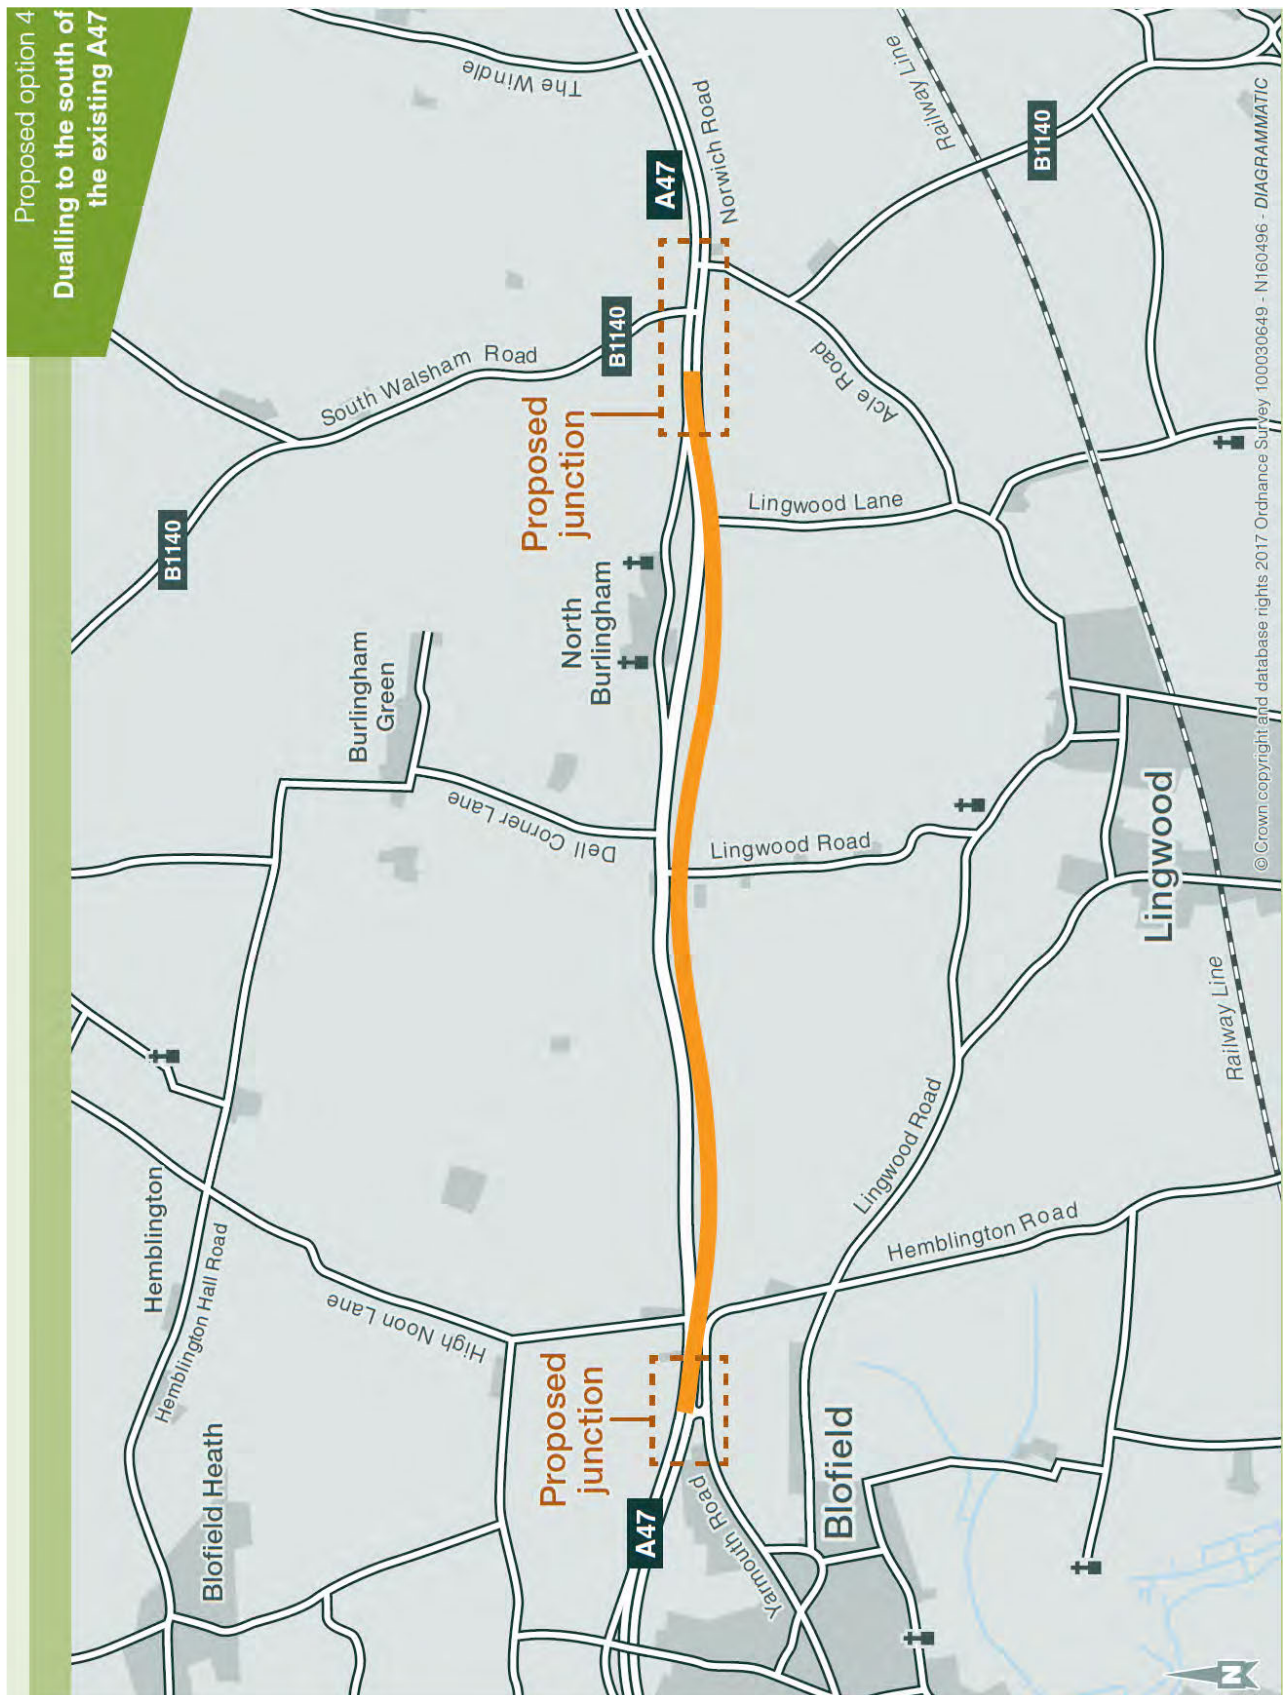 Proposed option 4
Dualling to the south of
the existing A47
The Windle
A47
Norwich Road
Railway Line
B1140
South Walsham Road
B1140
B1140
Proposed
junction
Acle Road
Lingwood Lane
North
Burlingham
Burlingham
Green
Dell Corner Lane
Lingwood Road
Lingwood
Railway Line
Hemblington
Hemblington Hall Road
High Noon Lane
Lingwood Road
Hemblington Road
Proposed
junction
Blofield Heath
A47
Yarmouth Road
Blofield
N
© Crown copyright and database rights 2017 Ordnance Survey 100030649 - N160496 - DIAGRAMMATIC